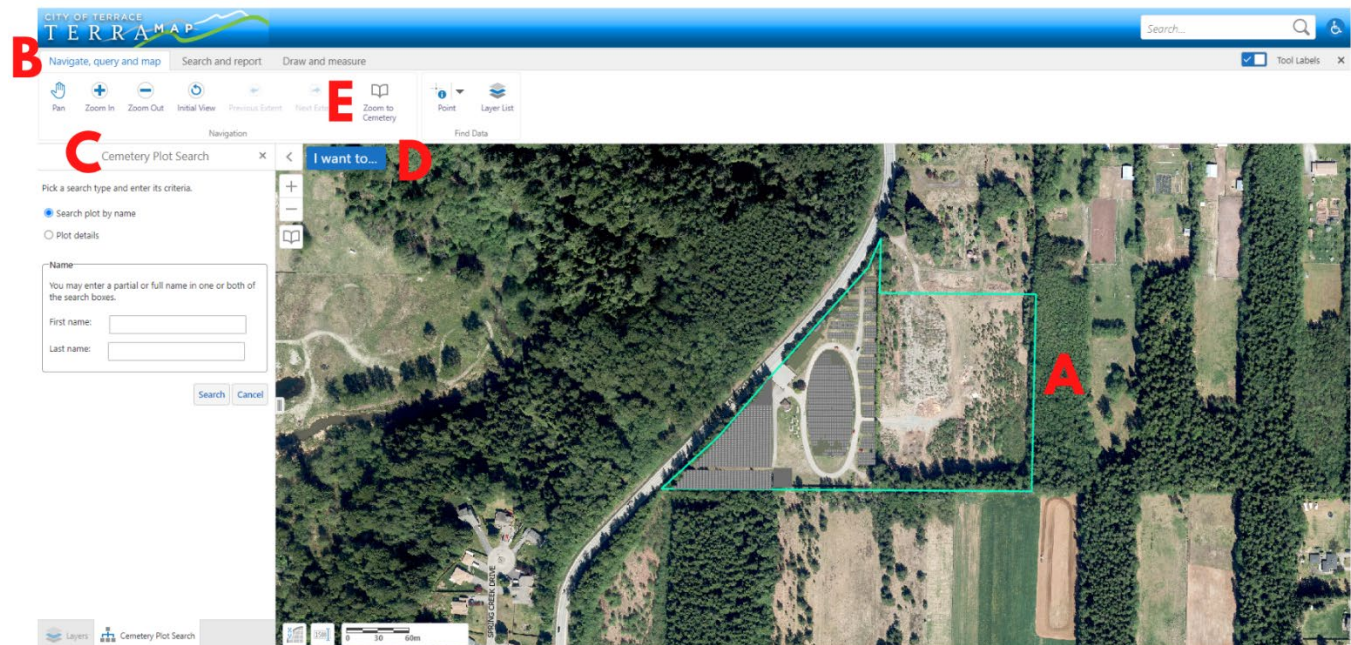 CITY OF TERRACE
TERRAMAP
Search...
B
Navigate, query and map
Search and report
Draw and measure
Tool Labels
Pan
Zoom In
Zoom Out
Initial View
Previous Extent
Next
E
Zoom to
Cemetery
Point
Layer List
Navigation
Find Data
C
Cemetery Plot Search
I want to...
D
Pick a search type and enter its criteria.
Search plot by name
Plot details
Name
You may enter a partial or full name in one or both of
the search boxes.
First name:
Last name:
Search
Cancel
A
SPRING CREEK DRIVE
Layers
Cemetery Plot Search
0 30 60m